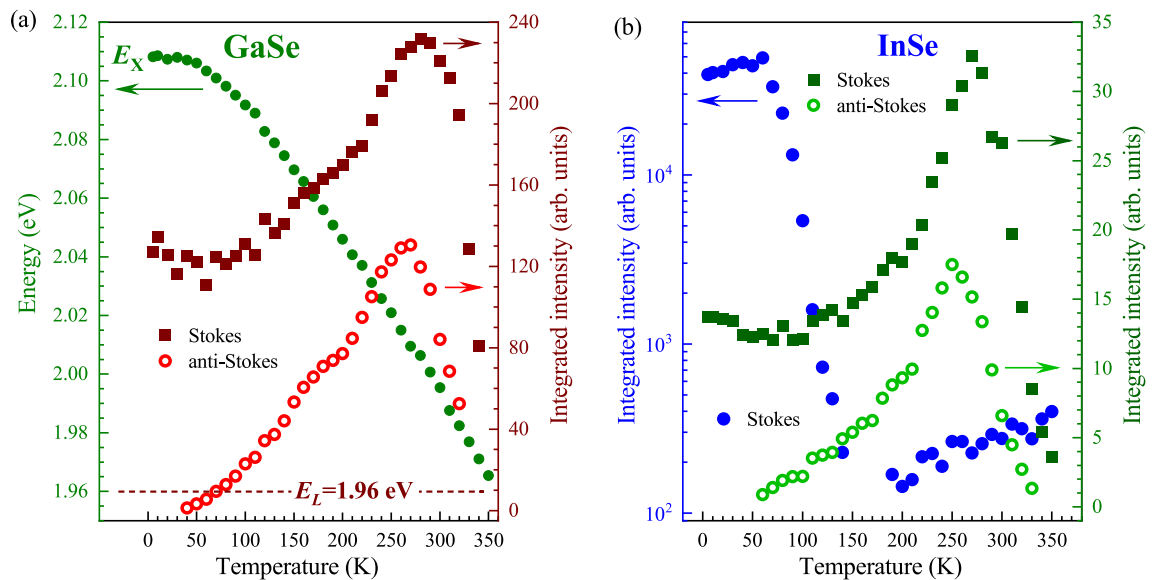 (a)
GaSe
E_X
2.12
2.10
2.08
2.06
2.04
2.02
2.00
1.98
1.96
Energy (eV)
240
200
160
120
80
40
0
Integrated intensity (arb. units)
Stokes
anti-Stokes
E_L=1.96 eV
0 50 100 150 200 250 300 350
Temperature (K)
(b)
InSe
10^4
10^3
10^2
Integrated intensity (arb. units)
35
30
25
20
15
10
5
0
Integrated intensity (arb. units)
Stokes
anti-Stokes
Stokes
0 50 100 150 200 250 300 350
Temperature (K)